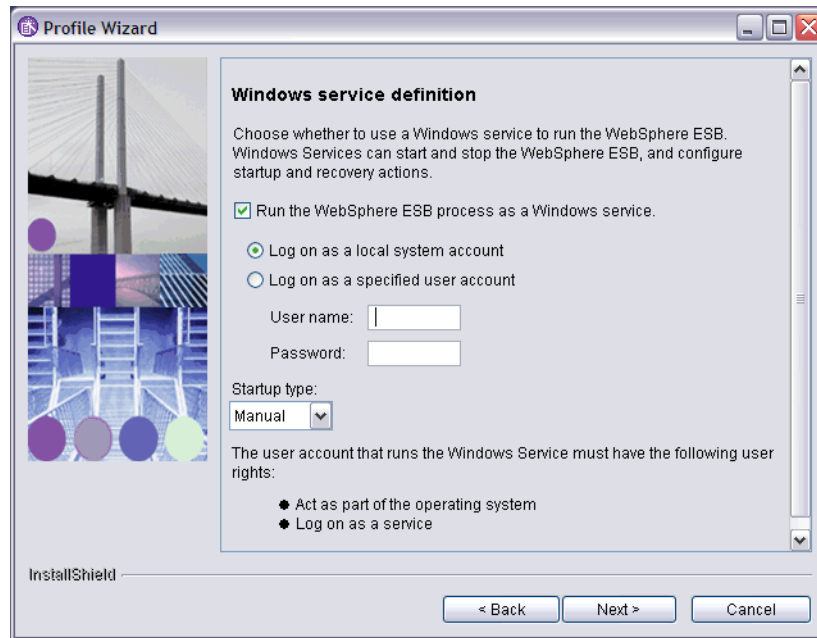 Profile Wizard
Windows service definition
Choose whether to use a Windows service to run the WebSphere ESB.
Windows Services can start and stop the WebSphere ESB, and configure
startup and recovery actions.
Run the WebSphere ESB process as a Windows service.
Log on as a local system account
Log on as a specified user account
User name:
Password:
Startup type:
Manual
The user account that runs the Windows Service must have the following user
rights:
● Act as part of the operating system
● Log on as a service
InstallShield
< Back
Next >
Cancel